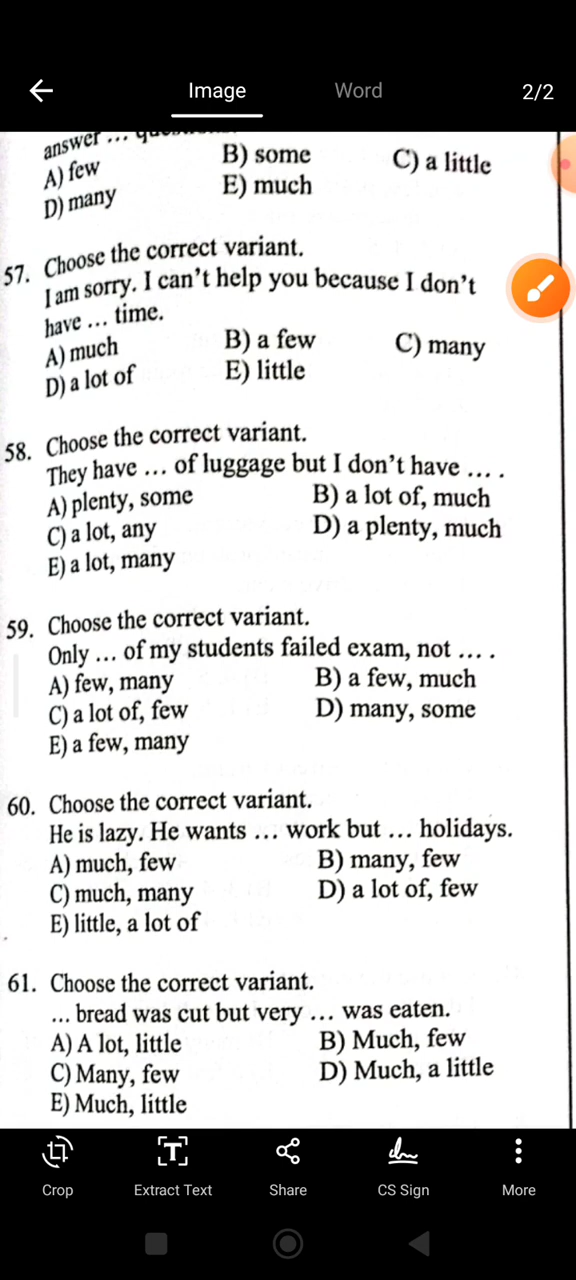 Image Word 2/2
answer ...
A) few B) some C) a little
D) many E) much
57. Choose the correct variant.
I am sorry. I can't help you because I don't
have ... time.
A) much B) a few C) many
D) a lot of E) little
58. Choose the correct variant.
They have ... of luggage but I don't have ... .
A) plenty, some B) a lot of, much
C) a lot, any D) a plenty, much
E) a lot, many
59. Choose the correct variant.
Only ... of my students failed exam, not ... .
A) few, many B) a few, much
C) a lot of, few D) many, some
E) a few, many
60. Choose the correct variant.
He is lazy. He wants ... work but ... holidays.
A) much, few B) many, few
C) much, many D) a lot of, few
E) little, a lot of
61. Choose the correct variant.
... bread was cut but very ... was eaten.
A) A lot, little B) Much, few
C) Many, few D) Much, a little
E) Much, little
Crop Extract Text Share CS Sign More